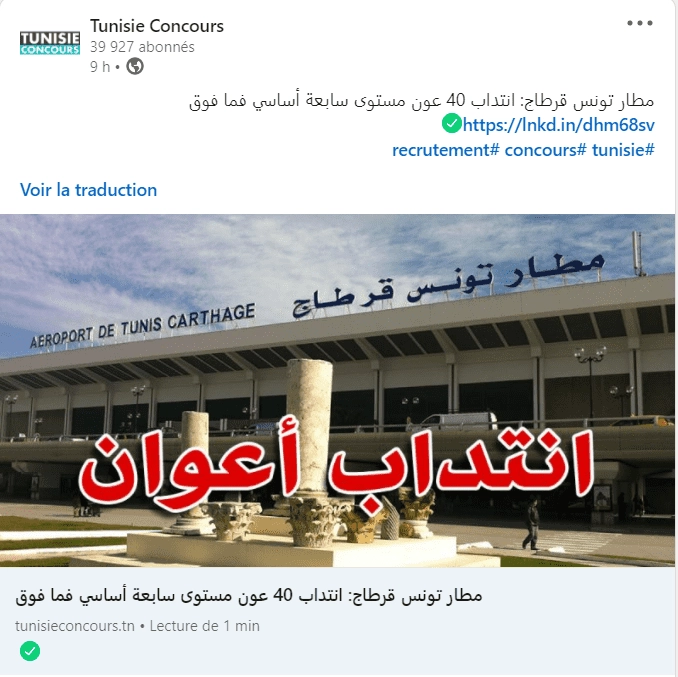 TUNISIE
CONCOURS
Tunisie Concours
39 927 abonnés
9 h •
مطار تونس قرطاج: انتداب 40 عون مستوى سابعة أساسي فما فوق
https://lnkd.in/dhm68sv
#tunisie #concours #recrutement
Voir la traduction
مطار تونس قرطاج
AEROPORT DE TUNIS CARTHAGE
انتداب أعوان
مطار تونس قرطاج: انتداب 40 عون مستوى سابعة أساسي فما فوق
tunisieconcours.tn • Lecture de 1 min